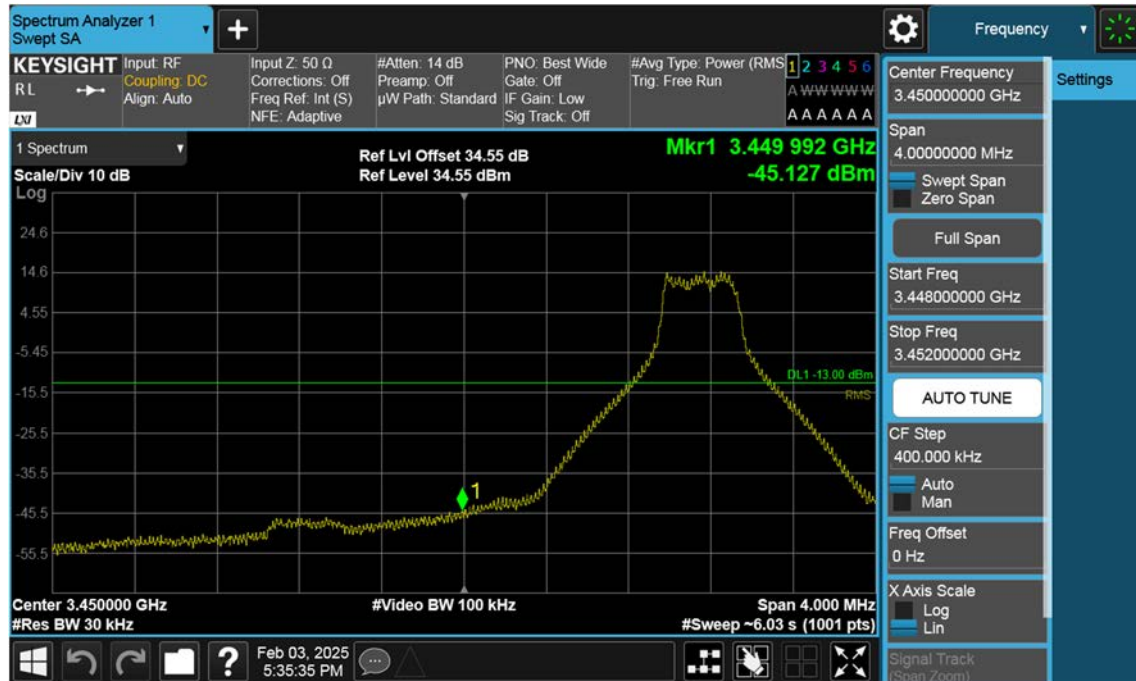 Spectrum Analyzer 1
Swept SA
+
Frequency
KEYSIGHT
RL
LXI
Input: RF
Coupling: DC
Align: Auto
Input Z: 50 Ω
Corrections: Off
Freq Ref: Int (S)
NFE: Adaptive
#Atten: 14 dB
Preamp: Off
µW Path: Standard
PNO: Best Wide
Gate: Off
IF Gain: Low
Sig Track: Off
#Avg Type: Power (RMS
Trig: Free Run
1 2 3 4 5 6
A W W W W W
A A A A A A
1 Spectrum
Scale/Div 10 dB
Ref Lvl Offset 34.55 dB
Ref Level 34.55 dBm
Mkr1 3.449 992 GHz
-45.127 dBm
Log
24.6
14.6
4.55
-5.45
-15.5
-25.5
-35.5
-45.5
-55.5
DL1 -13.00 dBm
RMS
1
Center 3.450000 GHz
#Res BW 30 kHz
#Video BW 100 kHz
Span 4.000 MHz
#Sweep ~6.03 s (1001 pts)
Center Frequency
3.450000000 GHz
Span
4.00000000 MHz
Swept Span
Zero Span
Full Span
Start Freq
3.448000000 GHz
Stop Freq
3.452000000 GHz
AUTO TUNE
CF Step
400.000 kHz
Auto
Man
Freq Offset
0 Hz
X Axis Scale
Log
Lin
Signal Track
(Span Zoom)
Settings
?
Feb 03, 2025
5:35:35 PM